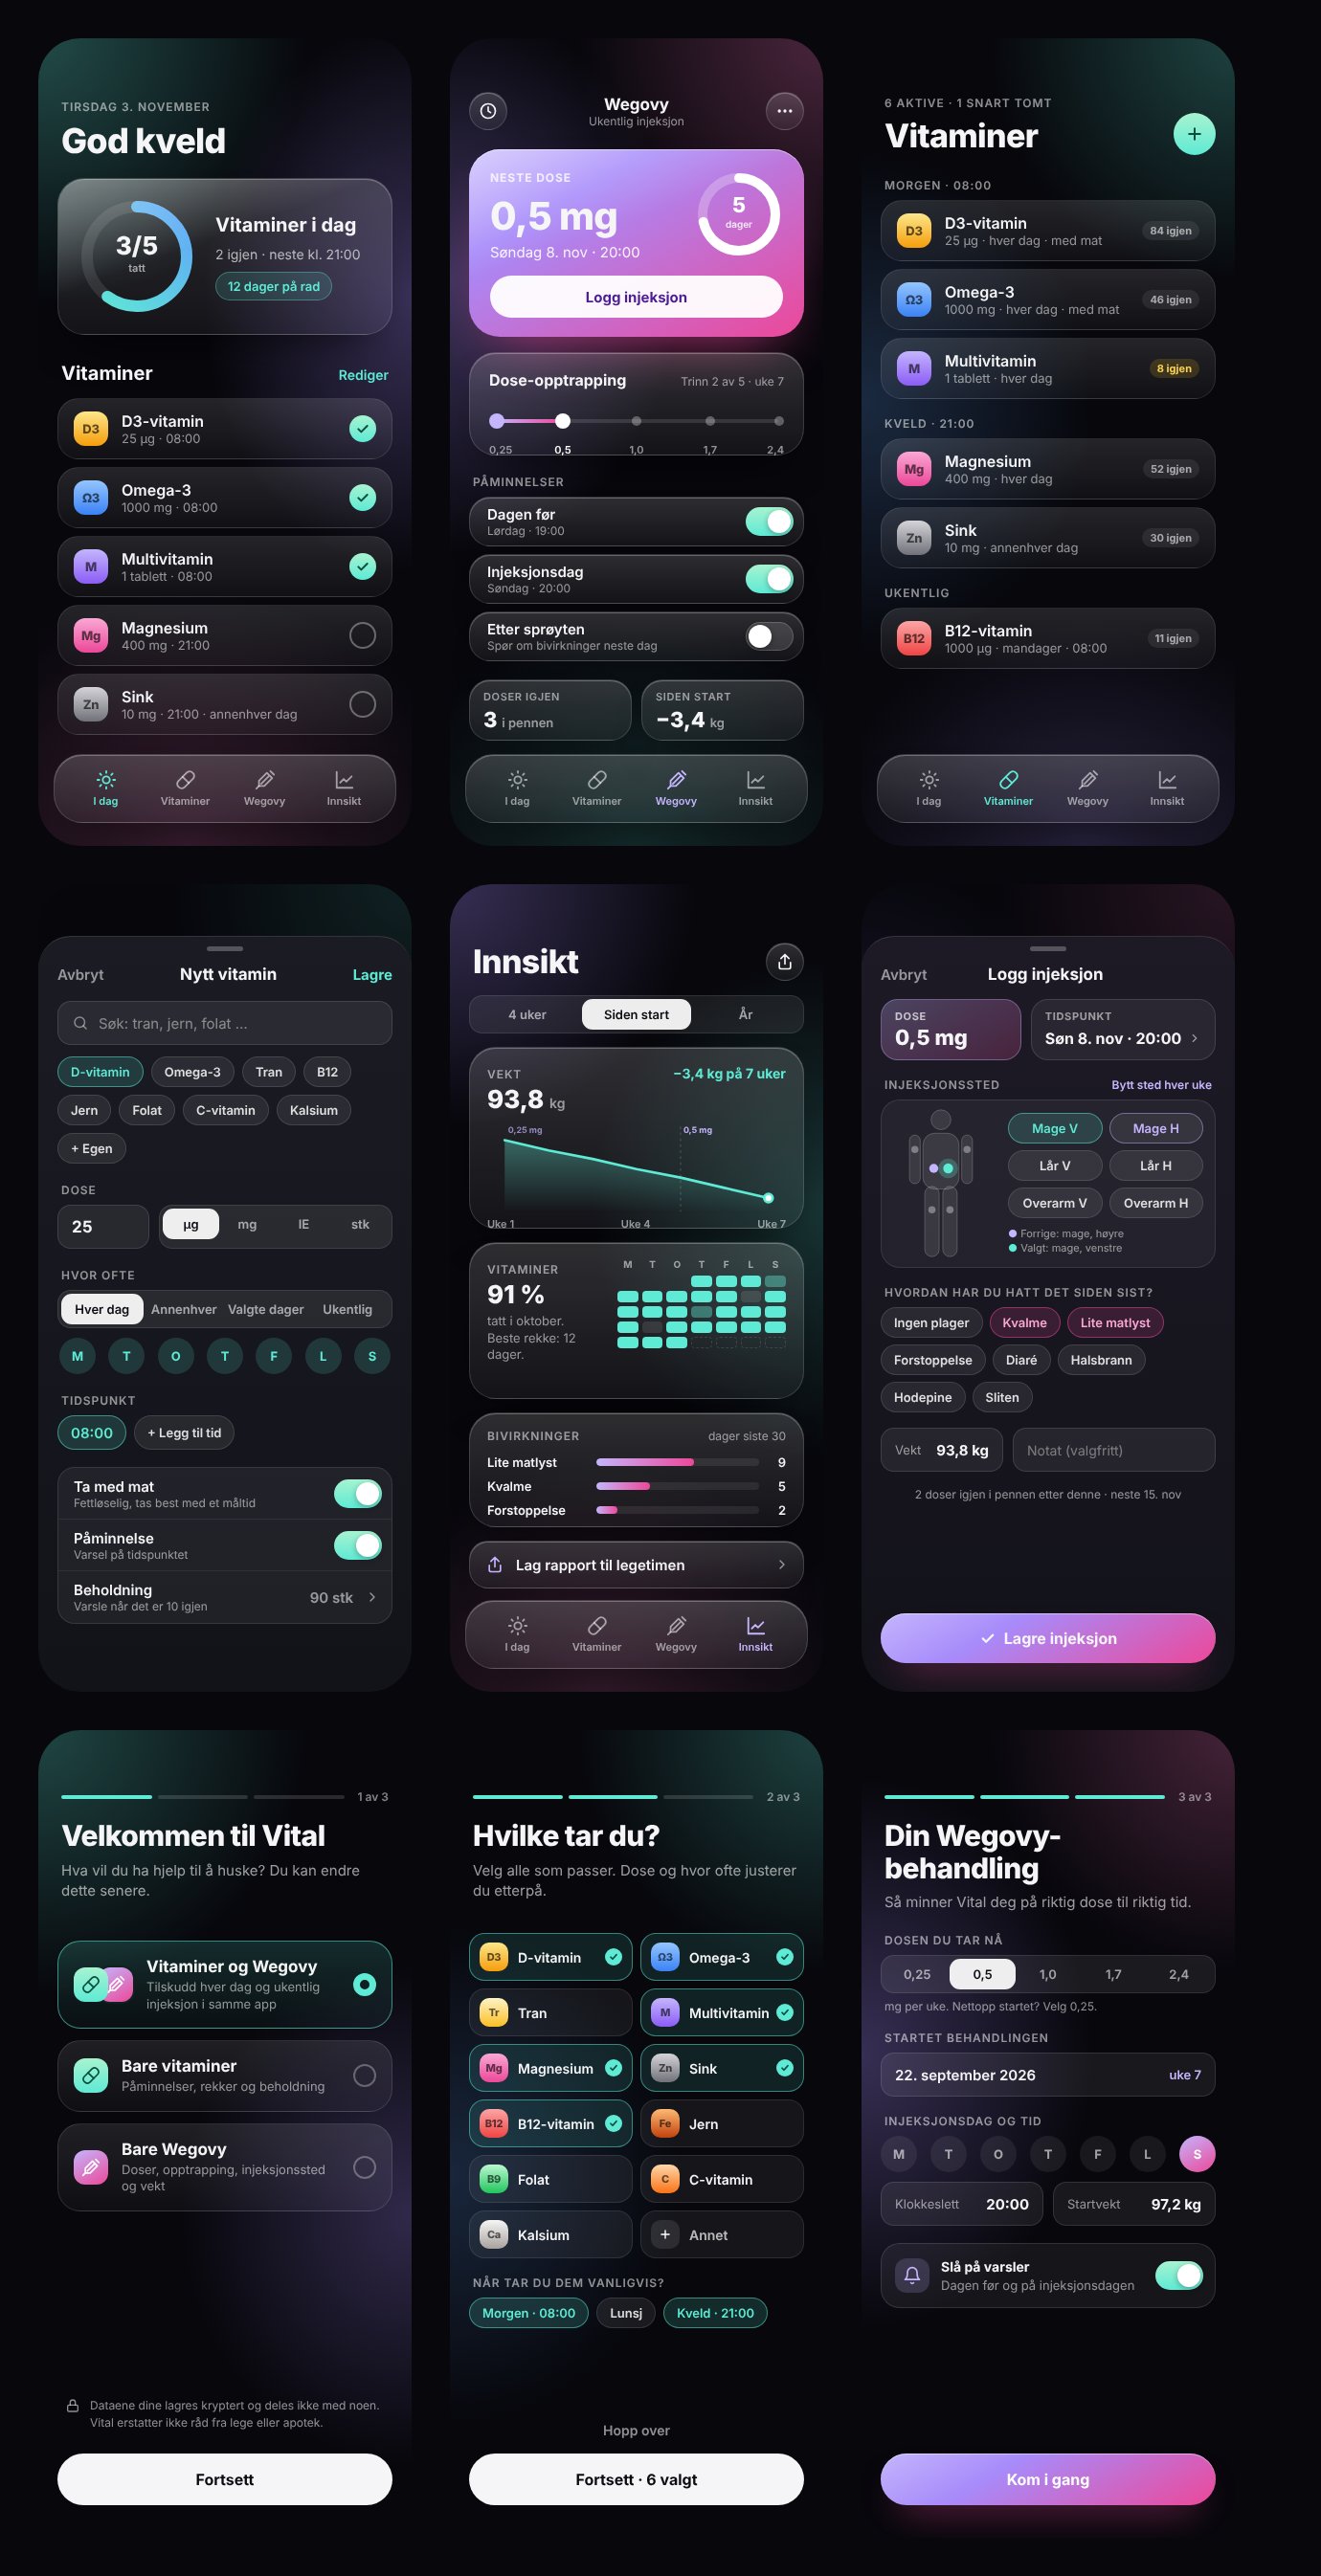 TIRSDAG 3. NOVEMBER
God kveld
3/5
tatt
Vitaminer i dag
2 igjen · neste kl. 21:00
12 dager på rad
Vitaminer
Rediger
D3
D3-vitamin
25 µg · 08:00
Ω3
Omega-3
1000 mg · 08:00
M
Multivitamin
1 tablett · 08:00
Mg
Magnesium
400 mg · 21:00
Zn
Sink
10 mg · 21:00 · annenhver dag
I dag
Vitaminer
Wegovy
Innsikt
Wegovy
Ukentlig injeksjon
NESTE DOSE
0,5 mg
Søndag 8. nov · 20:00
5
dager
Logg injeksjon
Dose-opptrapping
Trinn 2 av 5 · uke 7
0,25
0,5
1,0
1,7
2,4
PÅMINNELSER
Dagen før
Lørdag · 19:00
Injeksjonsdag
Søndag · 20:00
Etter sprøyten
Spør om bivirkninger neste dag
DOSER IGJEN
3 i pennen
SIDEN START
−3,4 kg
I dag
Vitaminer
Wegovy
Innsikt
6 AKTIVE · 1 SNART TOMT
Vitaminer
MORGEN · 08:00
D3
D3-vitamin
25 µg · hver dag · med mat
84 igjen
Ω3
Omega-3
1000 mg · hver dag · med mat
46 igjen
M
Multivitamin
1 tablett · hver dag
8 igjen
KVELD · 21:00
Mg
Magnesium
400 mg · hver dag
52 igjen
Zn
Sink
10 mg · annenhver dag
30 igjen
UKENTLIG
B12
B12-vitamin
1000 µg · mandager · 08:00
11 igjen
I dag
Vitaminer
Wegovy
Innsikt
Avbryt
Nytt vitamin
Lagre
Søk: tran, jern, folat ...
D-vitamin
Omega-3
Tran
B12
Jern
Folat
C-vitamin
Kalsium
+ Egen
DOSE
25
µg
mg
IE
stk
HVOR OFTE
Hver dag
Annenhver
Valgte dager
Ukentlig
M
T
O
T
F
L
S
TIDSPUNKT
08:00
+ Legg til tid
Ta med mat
Fettløselig, tas best med et måltid
Påminnelse
Varsel på tidspunktet
Beholdning
Varsle når det er 10 igjen
90 stk
Innsikt
4 uker
Siden start
År
VEKT
93,8 kg
−3,4 kg på 7 uker
0,25 mg
0,5 mg
Uke 1
Uke 4
Uke 7
VITAMINER
91 %
tatt i oktober.
Beste rekke: 12
dager.
M
T
O
T
F
L
S
BIVIRKNINGER
dager siste 30
Lite matlyst
9
Kvalme
5
Forstoppelse
2
Lag rapport til legetimen
I dag
Vitaminer
Wegovy
Innsikt
Avbryt
Logg injeksjon
DOSE
0,5 mg
TIDSPUNKT
Søn 8. nov · 20:00
INJEKSJONSSTED
Bytt sted hver uke
Mage V
Mage H
Lår V
Lår H
Overarm V
Overarm H
Forrige: mage, høyre
Valgt: mage, venstre
HVORDAN HAR DU HATT DET SIDEN SIST?
Ingen plager
Kvalme
Lite matlyst
Forstoppelse
Diaré
Halsbrann
Hodepine
Sliten
Vekt
93,8 kg
Notat (valgfritt)
2 doser igjen i pennen etter denne · neste 15. nov
Lagre injeksjon
1 av 3
Velkommen til Vital
Hva vil du ha hjelp til å huske? Du kan endre
dette senere.
Vitaminer og Wegovy
Tilskudd hver dag og ukentlig
injeksjon i samme app
Bare vitaminer
Påminnelser, rekker og beholdning
Bare Wegovy
Doser, opptrapping, injeksjonssted
og vekt
Dataene dine lagres kryptert og deles ikke med noen.
Vital erstatter ikke råd fra lege eller apotek.
Fortsett
2 av 3
Hvilke tar du?
Velg alle som passer. Dose og hvor ofte justerer
du etterpå.
D3
D-vitamin
Ω3
Omega-3
Tr
Tran
M
Multivitamin
Mg
Magnesium
Zn
Sink
B12
B12-vitamin
Fe
Jern
B9
Folat
C
C-vitamin
Ca
Kalsium
+
Annet
NÅR TAR DU DEM VANLIGVIS?
Morgen · 08:00
Lunsj
Kveld · 21:00
Hopp over
Fortsett · 6 valgt
3 av 3
Din Wegovy-
behandling
Så minner Vital deg på riktig dose til riktig tid.
DOSEN DU TAR NÅ
0,25
0,5
1,0
1,7
2,4
mg per uke. Nettopp startet? Velg 0,25.
STARTET BEHANDLINGEN
22. september 2026
uke 7
INJEKSJONSDAG OG TID
M
T
O
T
F
L
S
Klokkeslett
20:00
Startvekt
97,2 kg
Slå på varsler
Dagen før og på injeksjonsdagen
Kom i gang